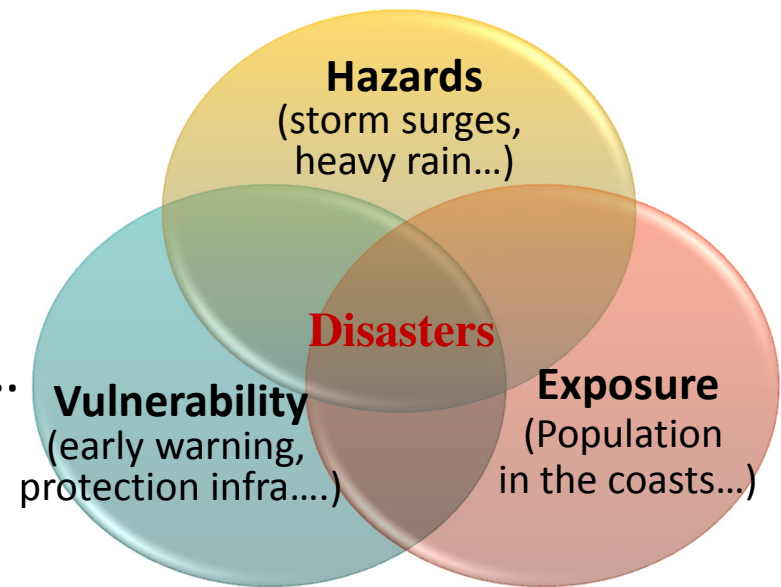 Hazards
(storm surges,
heavy rain…)
Disasters
..
Vulnerability
(early warning,
protection infra….)
Exposure
(Population
in the coasts…)